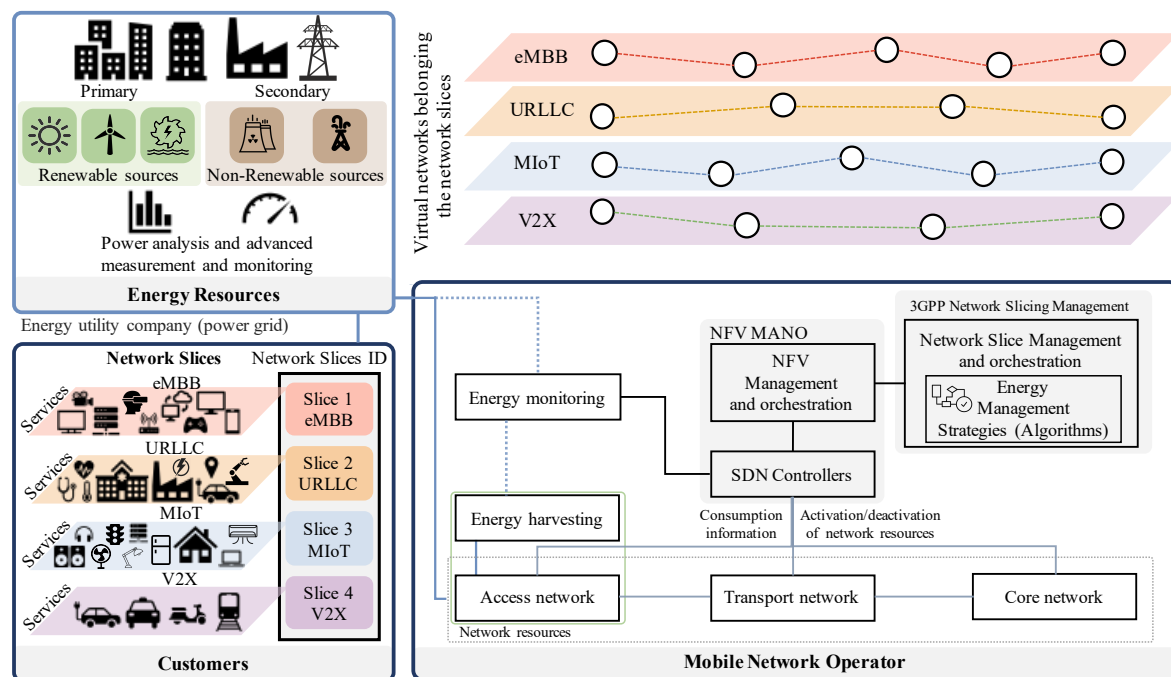 Primary
Secondary
Renewable sources
Non-Renewable sources
Power analysis and advanced
measurement and monitoring
Energy Resources
Energy utility company (power grid)
Virtual networks belonging
the network slices
eMBB
URLLC
MIoT
V2X
Network Slices
Network Slices ID
eMBB
Services
Slice 1
eMBB
URLLC
Services
Slice 2
URLLC
MIoT
Services
Slice 3
MIoT
V2X
Services
Slice 4
V2X
Customers
3GPP Network Slicing Management
Network Slice Management
and orchestration
Energy
Management
Strategies (Algorithms)
NFV MANO
NFV
Management
and orchestration
Energy monitoring
SDN Controllers
Energy harvesting
Consumption
information
Activation/deactivation
of network resources
Access network
Transport network
Core network
Network resources
Mobile Network Operator